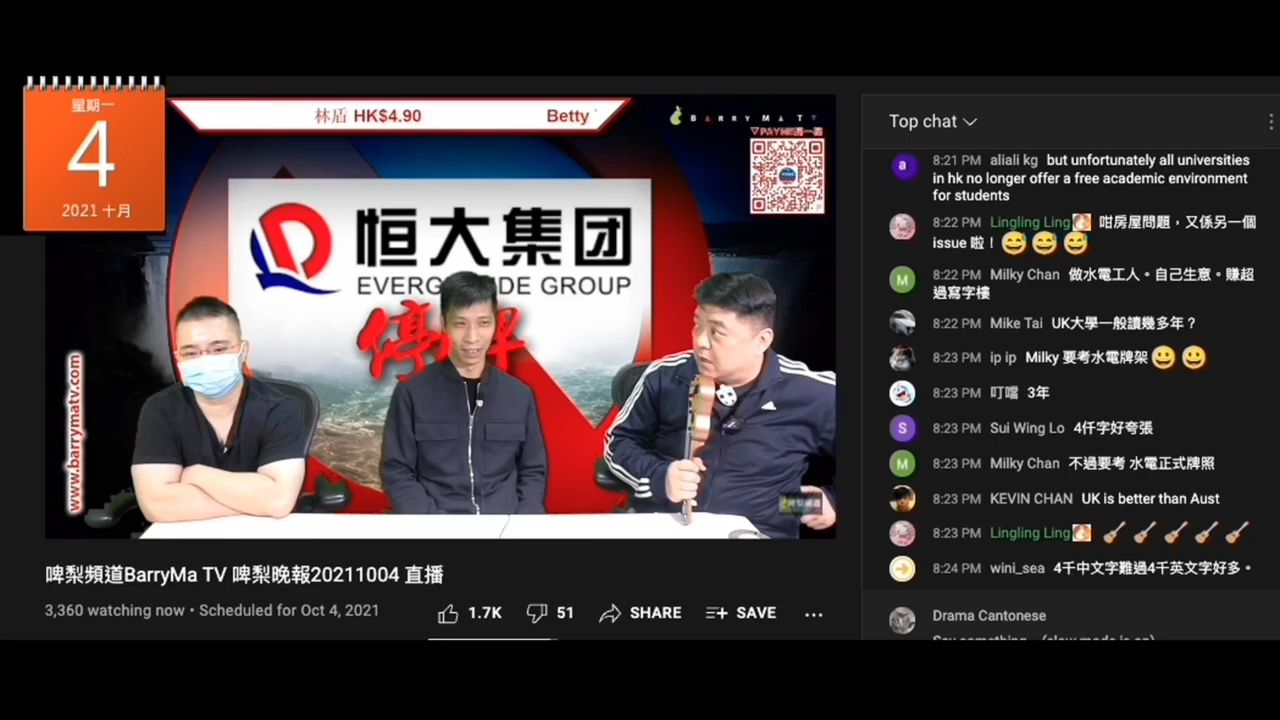 星期一
4
2021 十月
林盾 HK$4.90 Betty
BARRYMATV
www.barrymatv.com
恒大集团
EVERG DE GROUP
停
啤梨頻道BarryMa TV 啤梨晚報20211004 直播
3,360 watching now • Scheduled for Oct 4, 2021
1.7K 51 SHARE SAVE
Top chat
8:21 PM aliali kg but unfortunately all universities
in hk no longer offer a free academic environment
for students
8:22 PM Lingling Ling 咁房屋問題，又係另一個
issue 啦！😅😅😅
8:22 PM Milky Chan 做水電工人。自己生意。賺超
過寫字樓
8:22 PM Mike Tai UK大學一般讀幾多年？
8:23 PM ip ip Milky 要考水電牌架😀😀
8:23 PM 叮噹 3年
8:23 PM Sui Wing Lo 4仟字好夸張
8:23 PM Milky Chan 不過要考 水電正式牌照
8:23 PM KEVIN CHAN UK is better than Aust
8:23 PM Lingling Ling 🎸🎸🎸🎸🎸
8:24 PM wini_sea 4千中文字難過4千英文字好多。
Drama Cantonese
Say something... (slow mode is on)